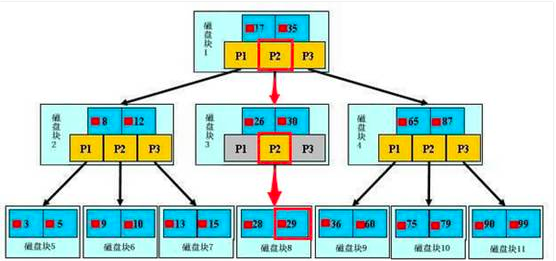 磁盘块1
17 35
P1 P2 P3
磁盘块2
8 12
P1 P2 P3
磁盘块3
26 30
P1 P2 P3
磁盘块4
65 87
P1 P2 P3
3 5
磁盘块5
9 10
磁盘块6
13 15
磁盘块7
28 29
磁盘块8
36 60
磁盘块9
75 79
磁盘块10
90 99
磁盘块11